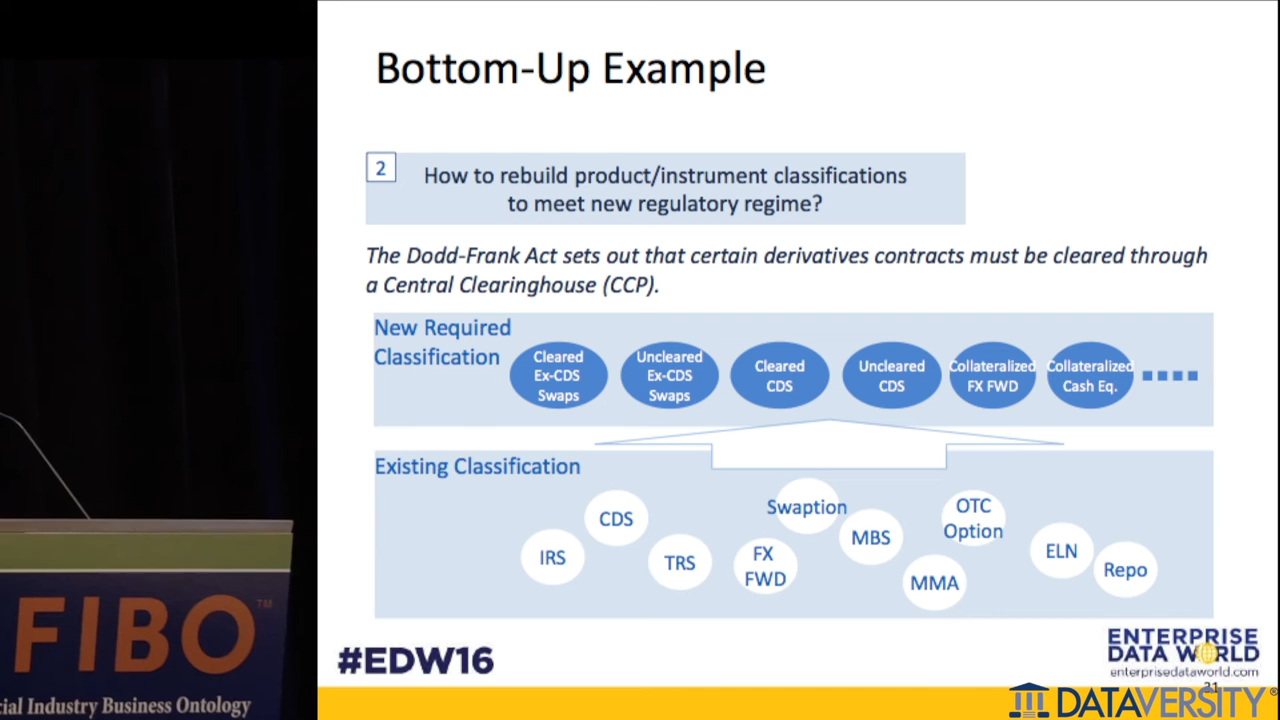 Bottom-Up Example
2
How to rebuild product/instrument classifications
to meet new regulatory regime?
The Dodd-Frank Act sets out that certain derivatives contracts must be cleared through
a Central Clearinghouse (CCP).
New Required
Classification
Cleared
Ex-CDS
Swaps
Uncleared
Ex-CDS
Swaps
Cleared
CDS
Uncleared
CDS
Collateralized
FX FWD
Collateralized
Cash Eq.
Existing Classification
IRS
CDS
TRS
Swaption
FX
FWD
MBS
MMA
OTC
Option
ELN
Repo
FIBO™
cial Industry Business Ontology
#EDW16
ENTERPRISE
DATA WORLD
enterprisedataworld.com
31
DATAVERSITY®